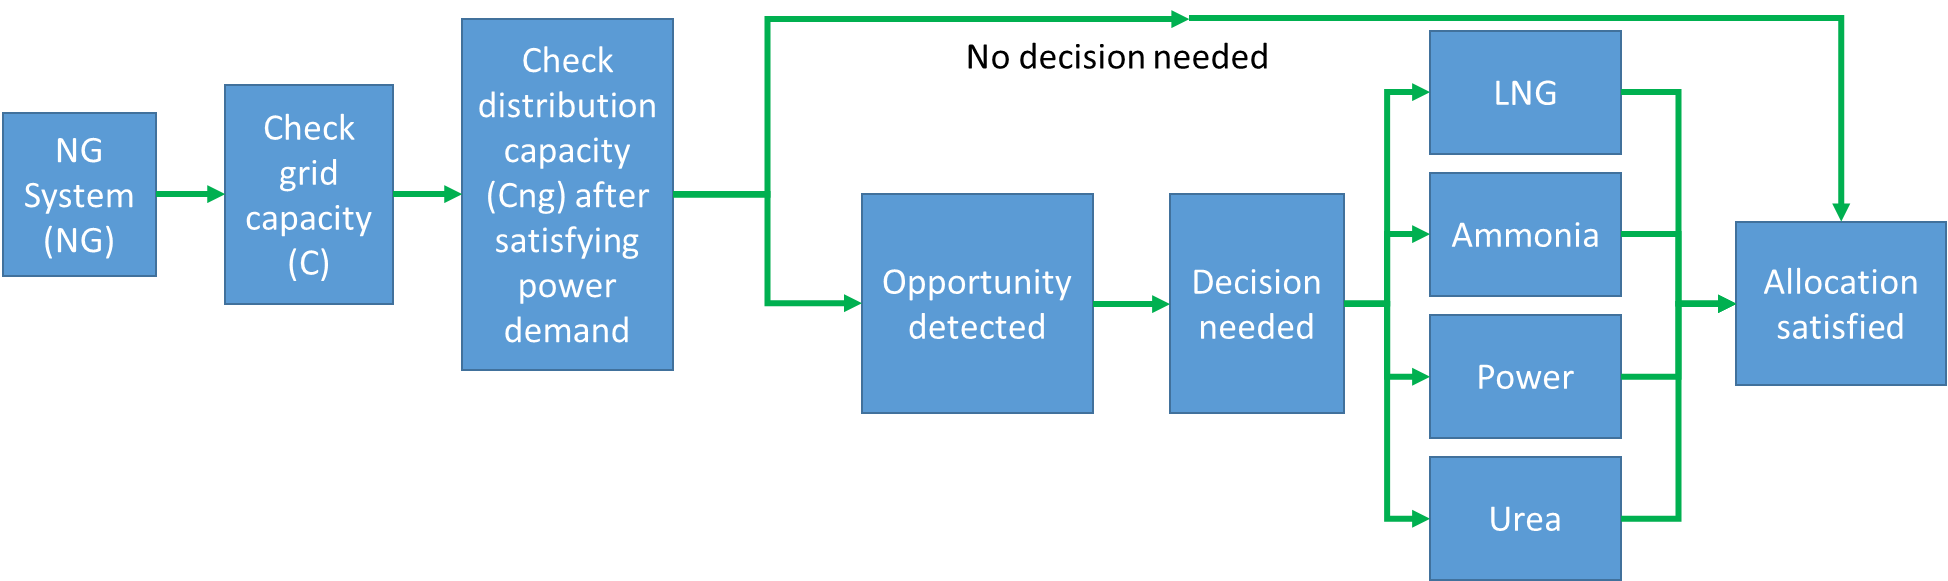 NG
System
(NG)
Check
grid
capacity
(C)
Check
distribution
capacity
(Cng) after
satisfying
power
demand
No decision needed
Opportunity
detected
Decision
needed
LNG
Ammonia
Power
Urea
Allocation
satisfied